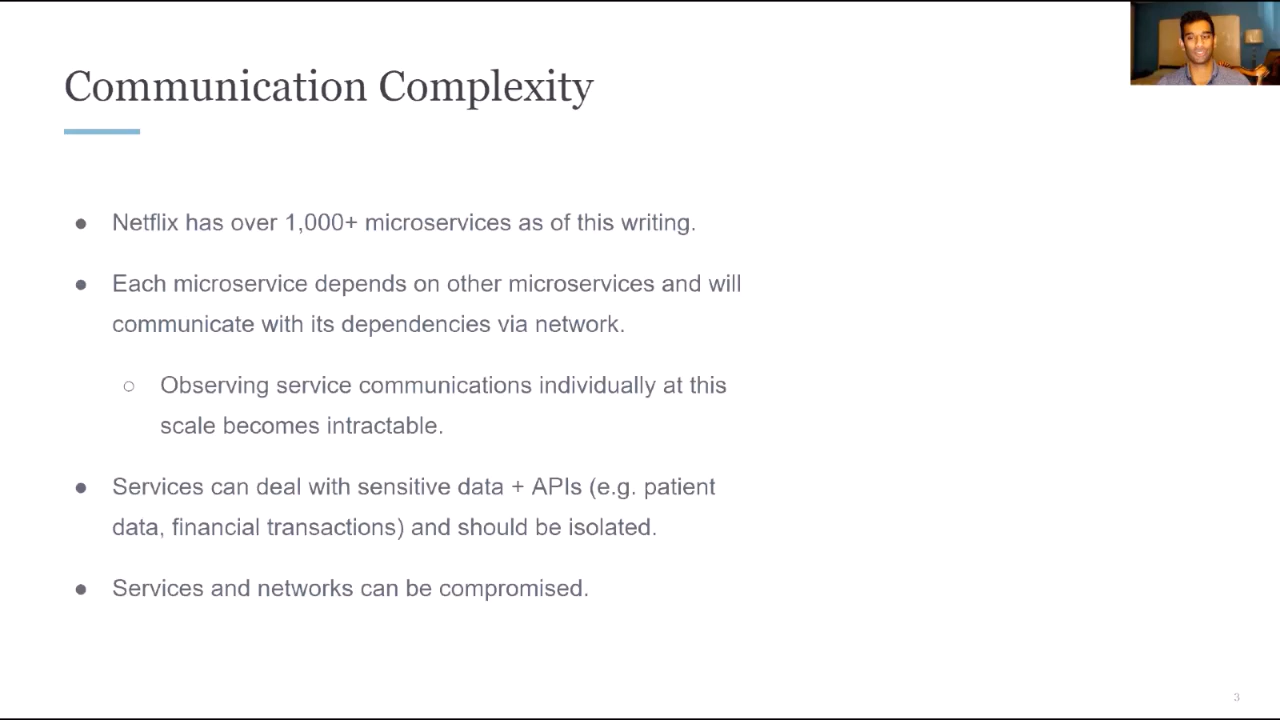 Communication Complexity
● Netflix has over 1,000+ microservices as of this writing.
● Each microservice depends on other microservices and will
communicate with its dependencies via network.
○ Observing service communications individually at this
scale becomes intractable.
● Services can deal with sensitive data + APIs (e.g. patient
data, financial transactions) and should be isolated.
● Services and networks can be compromised.
3